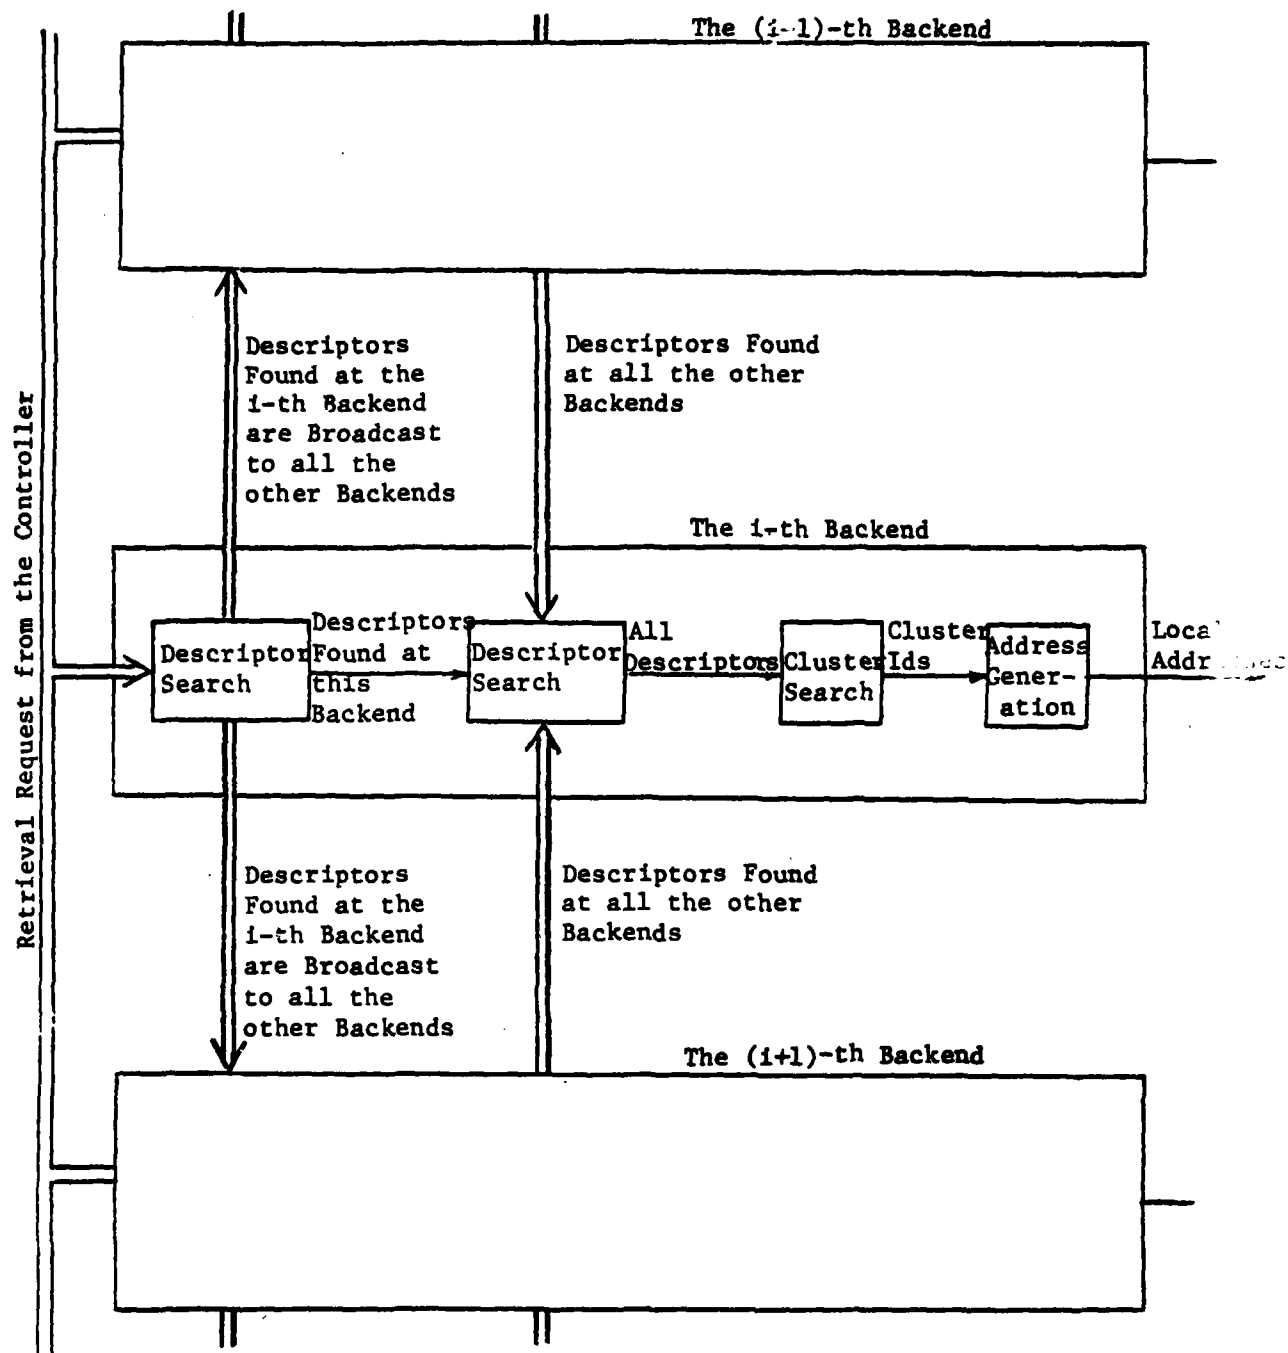 The (i-1)-th Backend
Retrieval Request from the Controller
Descriptors
Found at the
i-th Backend
are Broadcast
to all the
other Backends
Descriptors Found
at all the other
Backends
The i-th Backend
Descriptor
Search
Descriptors
Found at
this
Backend
Descriptor
Search
All
Descriptors
Cluster
Search
Cluster
Ids
Address
Gener-
ation
Descriptors
Found at the
i-th Backend
are Broadcast
to all the
other Backends
Descriptors Found
at all the other
Backends
The (i+1)-th Backend